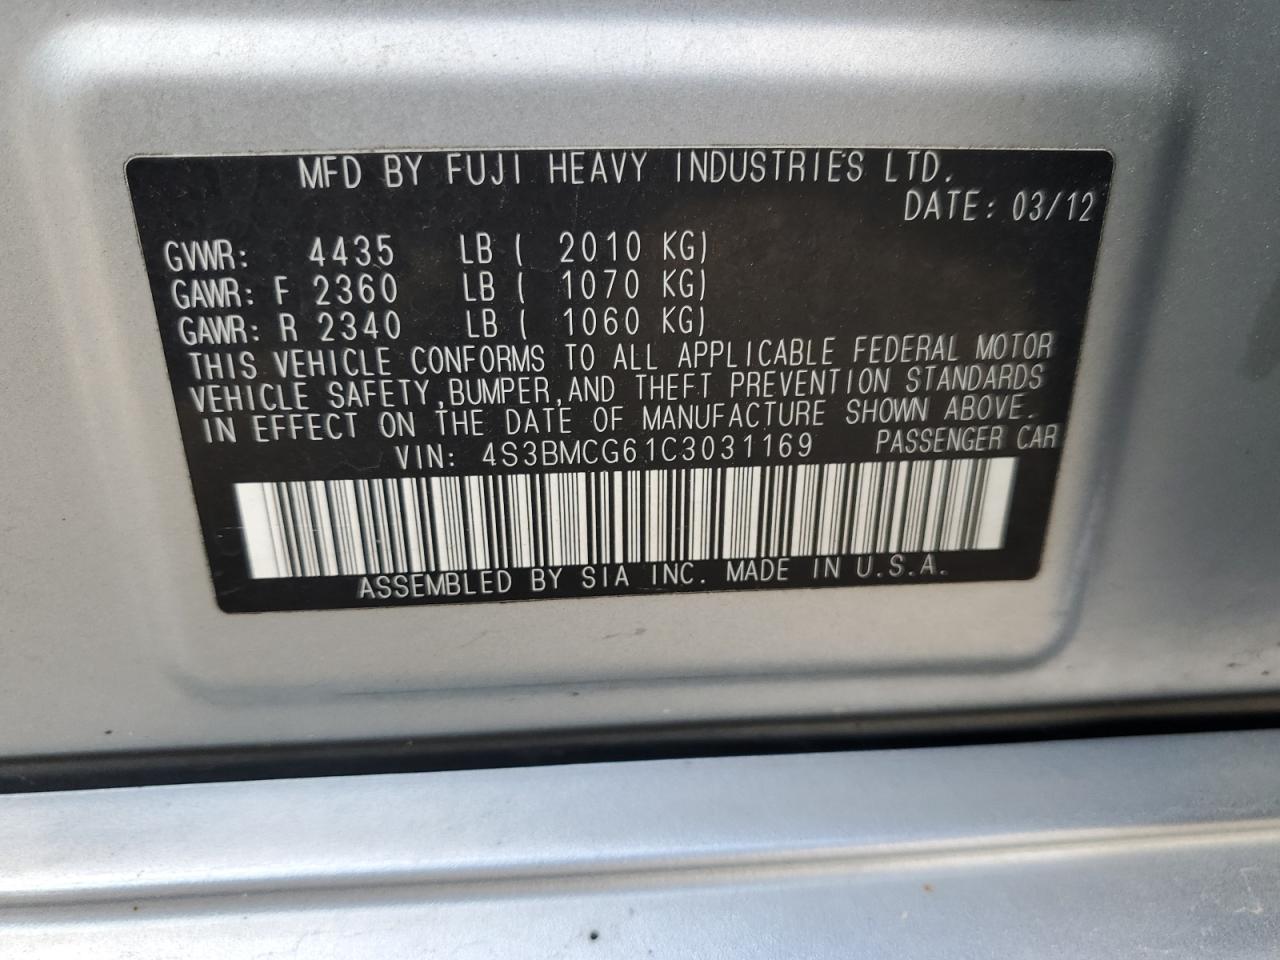 MFD BY FUJI HEAVY INDUSTRIES LTD.
DATE: 03/12
GVWR: 4435 LB ( 2010 KG)
GAWR: F 2360 LB ( 1070 KG)
GAWR: R 2340 LB ( 1060 KG)
THIS VEHICLE CONFORMS TO ALL APPLICABLE FEDERAL MOTOR
VEHICLE SAFETY,BUMPER,AND THEFT PREVENTION STANDARDS
IN EFFECT ON THE DATE OF MANUFACTURE SHOWN ABOVE.
VIN: 4S3BMCG61C3031169 PASSENGER CAR
ASSEMBLED BY SIA INC. MADE IN U.S.A.